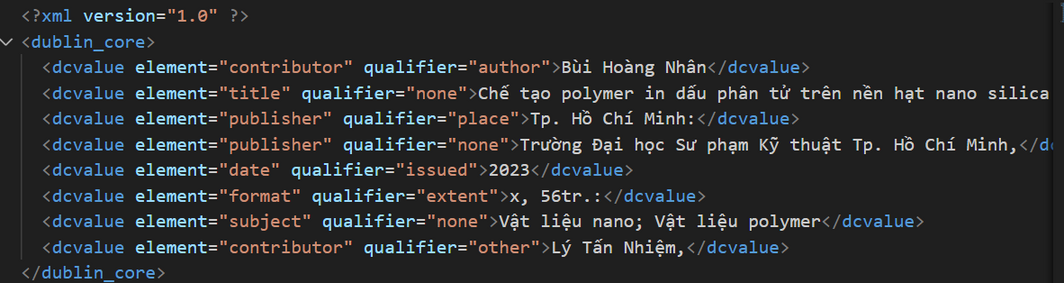 <?xml version="1.0" ?>
<dublin_core>
<dcvalue element="contributor" qualifier="author">Bùi Hoàng Nhân</dcvalue>
<dcvalue element="title" qualifier="none">Chế tạo polymer in dấu phân tử trên nền hạt nano silica
<dcvalue element="publisher" qualifier="place">Tp. Hồ Chí Minh:</dcvalue>
<dcvalue element="publisher" qualifier="none">Trường Đại học Sư phạm Kỹ thuật Tp. Hồ Chí Minh,</dc
<dcvalue element="date" qualifier="issued">2023</dcvalue>
<dcvalue element="format" qualifier="extent">x, 56tr.:</dcvalue>
<dcvalue element="subject" qualifier="none">Vật liệu nano; Vật liệu polymer</dcvalue>
<dcvalue element="contributor" qualifier="other">Lý Tấn Nhiệm,</dcvalue>
</dublin_core>